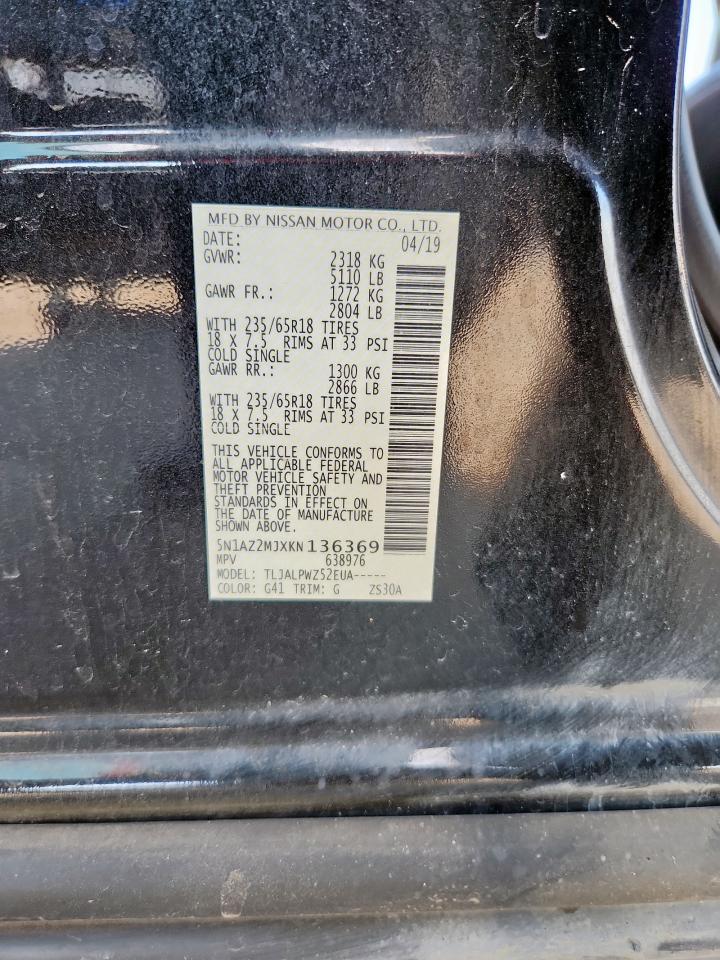 MFD BY NISSAN MOTOR CO., LTD.
DATE: 04/19
GVWR: 2318 KG
5110 LB
GAWR FR.: 1272 KG
2804 LB
WITH 235/65R18 TIRES
18 X 7.5 RIMS AT 33 PSI
COLD SINGLE
GAWR RR.: 1300 KG
2866 LB
WITH 235/65R18 TIRES
18 X 7.5 RIMS AT 33 PSI
COLD SINGLE
THIS VEHICLE CONFORMS TO
ALL APPLICABLE FEDERAL
MOTOR VEHICLE SAFETY AND
THEFT PREVENTION
STANDARDS IN EFFECT ON
THE DATE OF MANUFACTURE
SHOWN ABOVE.
5N1AZ2MJXKN136369
MPV 638976
MODEL: TLJALPWZ52EUA-----
COLOR: G41 TRIM: G ZS30A